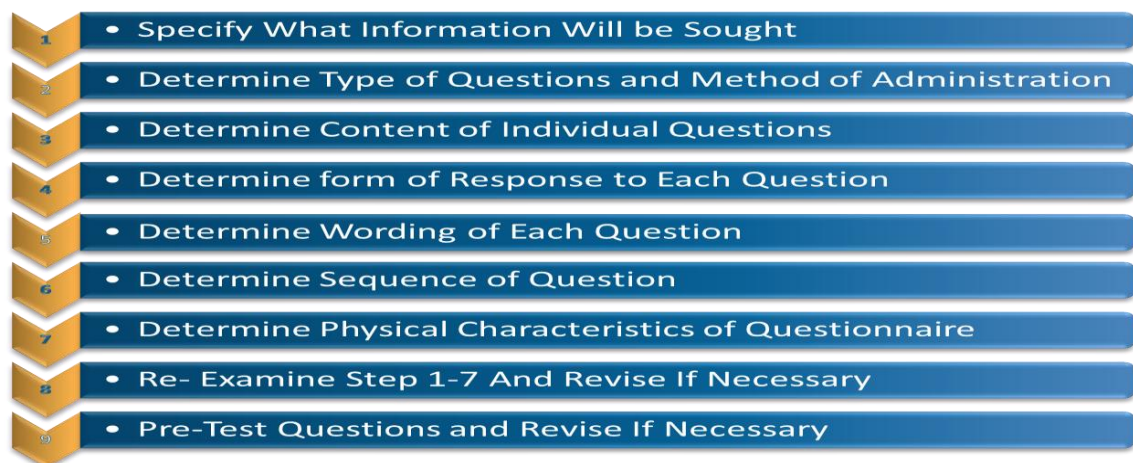 1 • Specify What Information Will be Sought
2 • Determine Type of Questions and Method of Administration
3 • Determine Content of Individual Questions
4 • Determine form of Response to Each Question
5 • Determine Wording of Each Question
6 • Determine Sequence of Question
7 • Determine Physical Characteristics of Questionnaire
8 • Re- Examine Step 1-7 And Revise If Necessary
9 • Pre-Test Questions and Revise If Necessary